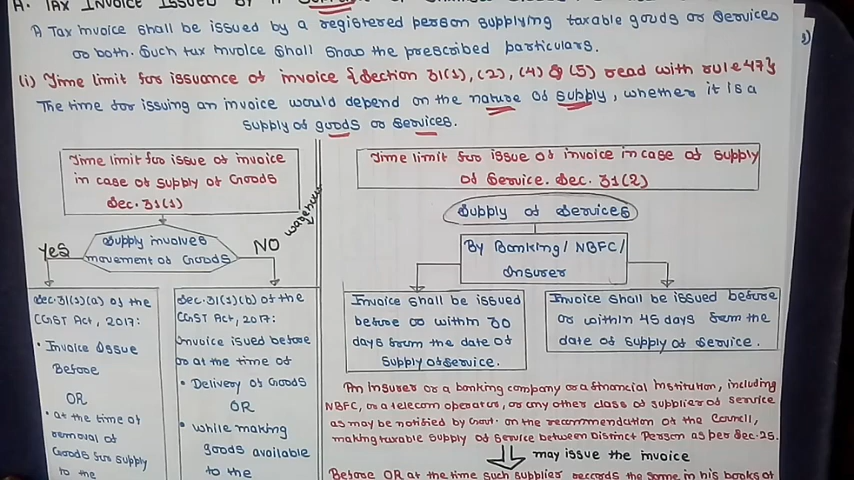 A. TAX INVOICE ISSUED BY A
A Tax invoice shall be issued by a registered person supplying taxable goods or Services
or both. Such tax invoice shall show the prescribed particulars.
(i) Time limit for issuance of invoice {Section 31(1), (2), (4) & (5) read with rule 47}
The time for issuing an invoice would depend on the nature of supply, whether it is a
supply of goods or services.
Time limit for issue of invoice
in case of supply of Goods
Sec. 31(1)
Supply involves
movement of Goods
Yes
NO
Sec.31(1)(a) of the
CGST Act, 2017:
• Invoice Issue
Before
OR
• at the time of
removal of
Goods for supply
to the
Sec.31(1)(b) of the
CGST Act, 2017:
Invoice isued before
or at the time of
• Delivery of Goods
OR
• while making
goods available
to the
Time limit for issue of invoice in case of supply
of Service. Sec. 31(2)
Supply of Services
By Banking/ NBFC/
Insurer
Invoice shall be issued
before or within 30
days from the date of
supply of service.
Invoice shall be issued before
or within 45 days from the
date of supply of service.
An insurer or a banking company or a financial institution, including
NBFC, or a telecom operator, or any other class of supplier of service
as may be notified by Govt. on the recommendation of the Council,
making taxable supply of service between Distinct Person as per Sec-25.
may issue the invoice
Before OR at the time such supplier records the same in his books of